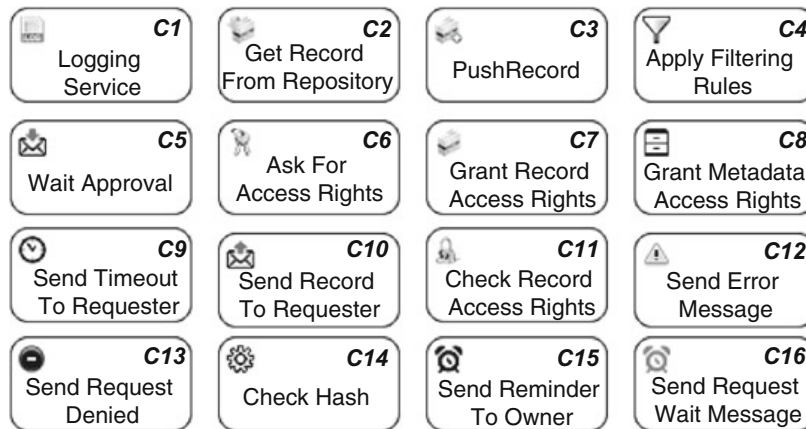 C1
Logging
Service
C2
Get Record
From Repository
C3
PushRecord
C4
Apply Filtering
Rules
C5
Wait Approval
C6
Ask For
Access Rights
C7
Grant Record
Access Rights
C8
Grant Metadata
Access Rights
C9
Send Timeout
To Requester
C10
Send Record
To Requester
C11
Check Record
Access Rights
C12
Send Error
Message
C13
Send Request
Denied
C14
Check Hash
C15
Send Reminder
To Owner
C16
Send Request
Wait Message